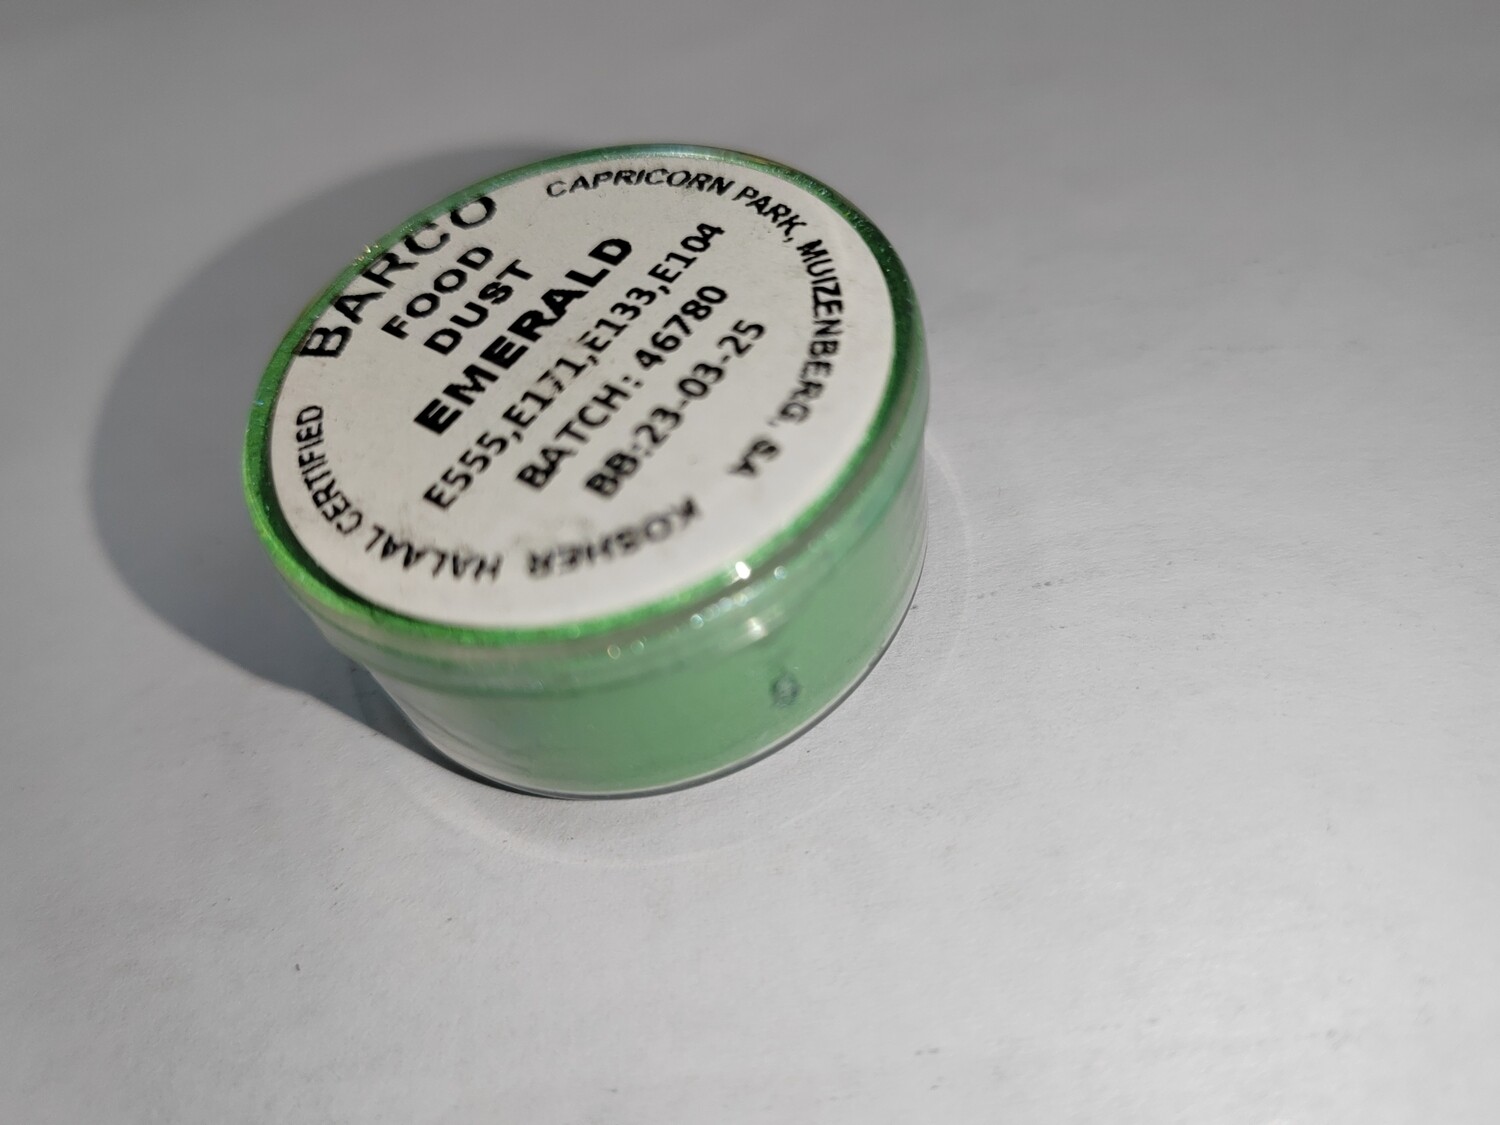 BARCO
FOOD
DUST
EMERALD
E555,E171,E133,E104
BATCH: 46780
BB:23-03-25
CAPRICORN PARK, MUIZENBERG, SA
KOSHER HALAAL CERTIFIED